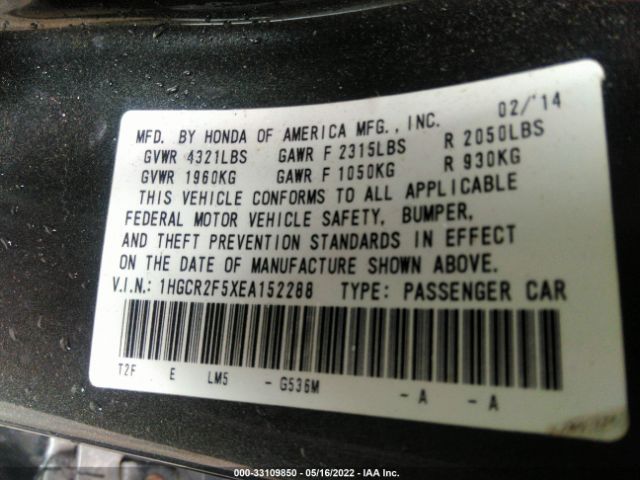 MFD. BY HONDA OF AMERICA MFG., INC. 02/'14
GVWR 4321LBS GAWR F 2315LBS R 2050LBS
GVWR 1960KG GAWR F 1050KG R 930KG
THIS VEHICLE CONFORMS TO ALL APPLICABLE
FEDERAL MOTOR VEHICLE SAFETY, BUMPER,
AND THEFT PREVENTION STANDARDS IN EFFECT
ON THE DATE OF MANUFACTURE SHOWN ABOVE.
V.I.N.: 1HGCR2F5XEA152288 TYPE: PASSENGER CAR
T2F E LM5 - G536M - A - A
000-33109850 - 05/16/2022 - IAA Inc.